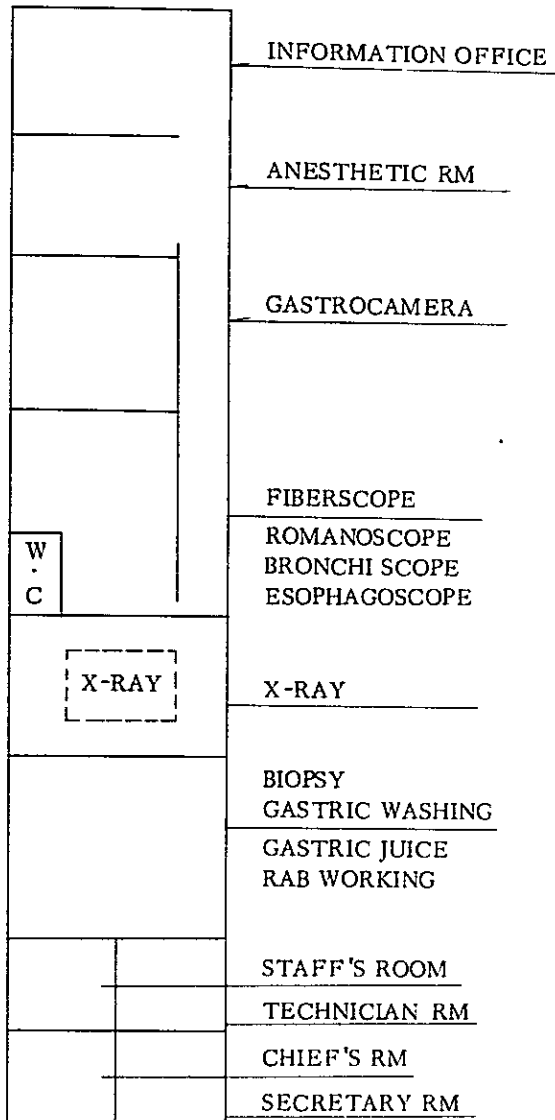 INFORMATION OFFICE
ANESTHETIC RM
GASTROCAMERA
FIBERSCOPE
ROMANOSCOPE
BRONCHI SCOPE
ESOPHAGOSCOPE
W.C
X-RAY
X-RAY
BIOPSY
GASTRIC WASHING
GASTRIC JUICE
RAB WORKING
STAFF'S ROOM
TECHNICIAN RM
CHIEF'S RM
SECRETARY RM